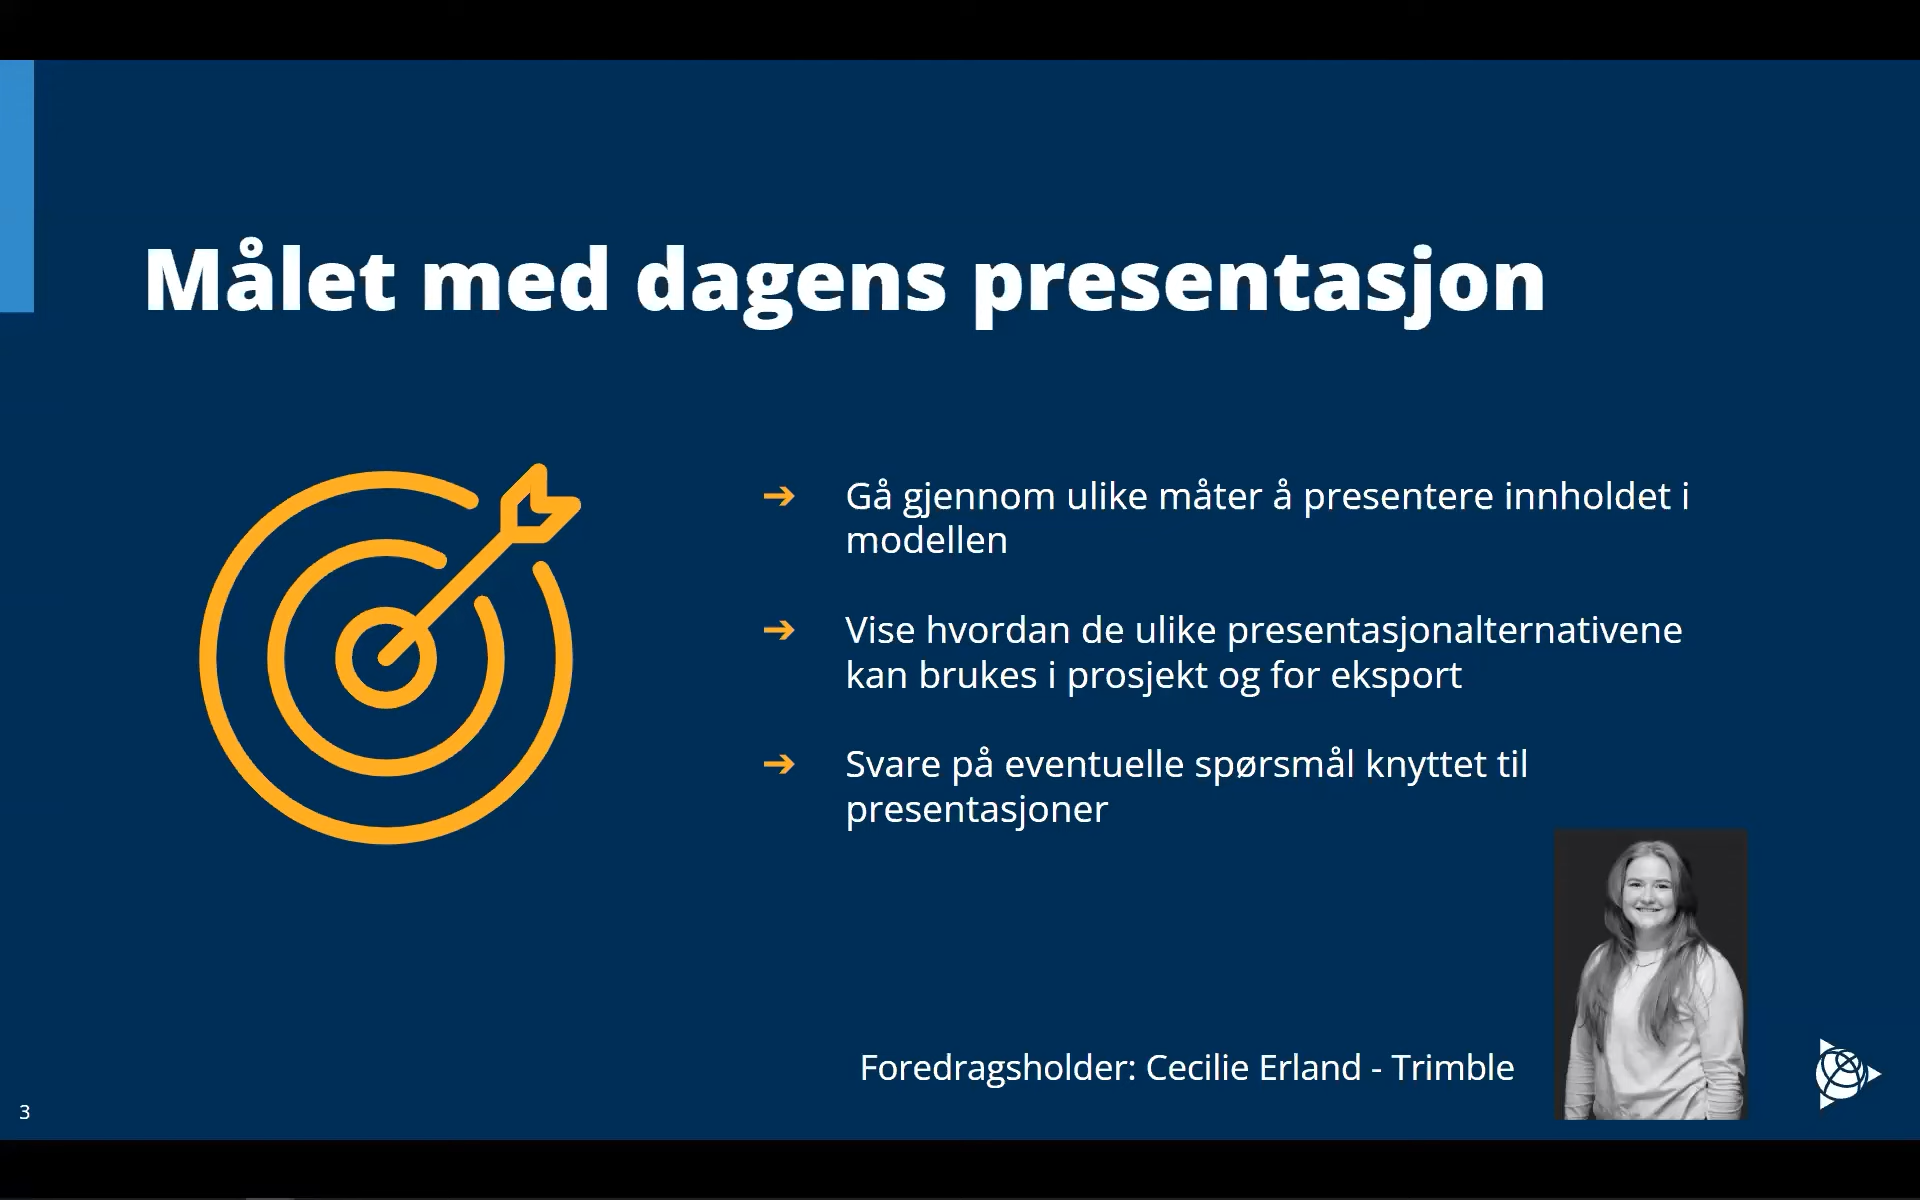 Målet med dagens presentasjon
➔ Gå gjennom ulike måter å presentere innholdet i
modellen
➔ Vise hvordan de ulike presentasjonalternativene
kan brukes i prosjekt og for eksport
➔ Svare på eventuelle spørsmål knyttet til
presentasjoner
Foredragsholder: Cecilie Erland - Trimble
3